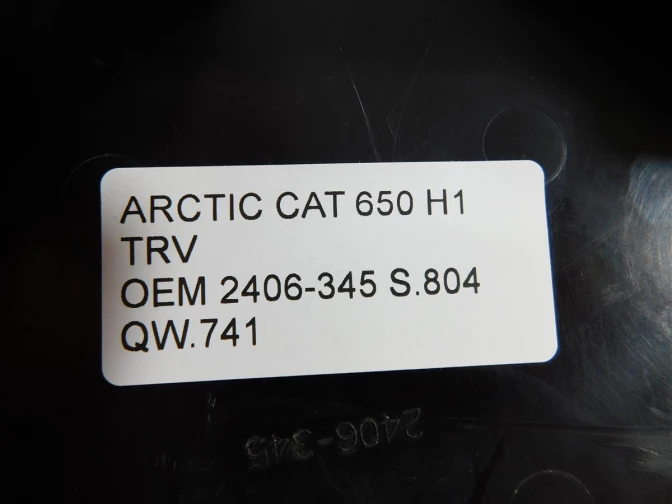 ARCTIC CAT 650 H1
TRV
OEM 2406-345 S.804
QW.741
2406-345